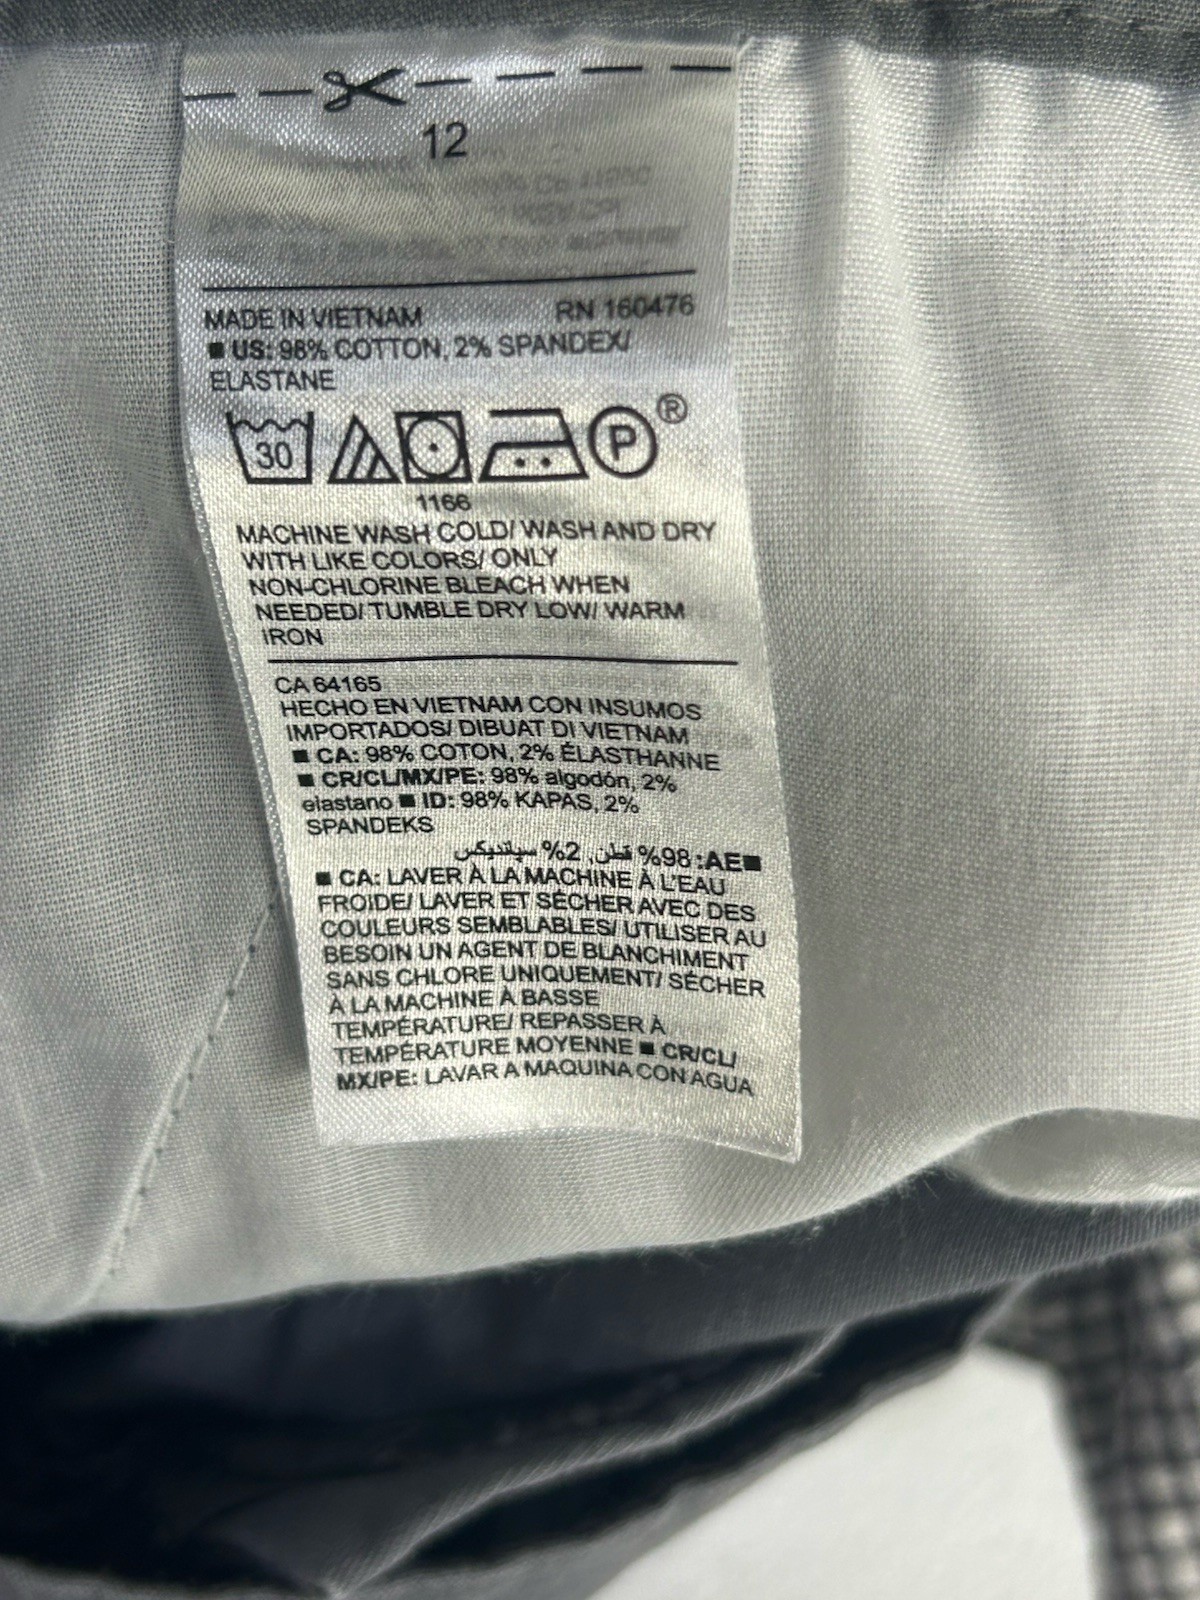 12
MADE IN VIETNAM RN 160476
■ US: 98% COTTON, 2% SPANDEX/
ELASTANE
30 P ®
1166
MACHINE WASH COLD/ WASH AND DRY
WITH LIKE COLORS/ ONLY
NON-CHLORINE BLEACH WHEN
NEEDED/ TUMBLE DRY LOW/ WARM
IRON
CA 64165
HECHO EN VIETNAM CON INSUMOS
IMPORTADOS/ DIBUAT DI VIETNAM
■ CA: 98% COTON, 2% ÉLASTHANNE
■ CR/CL/MX/PE: 98% algodón, 2%
elastano ■ ID: 98% KAPAS, 2%
SPANDEKS
■AE: 98% قطن, 2% سپانديكس
■ CA: LAVER À LA MACHINE À L'EAU
FROIDE/ LAVER ET SÉCHER AVEC DES
COULEURS SEMBLABLES/ UTILISER AU
BESOIN UN AGENT DE BLANCHIMENT
SANS CHLORE UNIQUEMENT/ SÉCHER
À LA MACHINE À BASSE
TEMPÉRATURE/ REPASSER À
TEMPÉRATURE MOYENNE ■ CR/CL/
MX/PE: LAVAR A MAQUINA CON AGUA